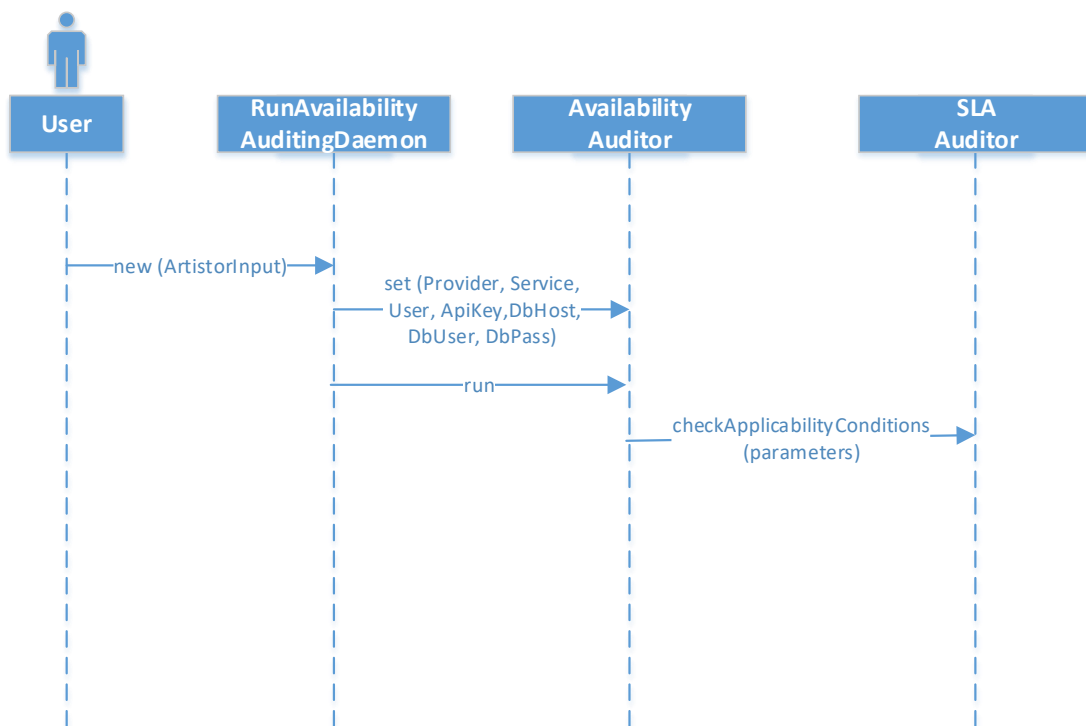 User
RunAvailability
AuditingDaemon
Availability
Auditor
SLA
Auditor
new (ArtistorInput)
set (Provider, Service,
User, ApiKey,DbHost,
DbUser, DbPass)
run
checkApplicabilityConditions
(parameters)